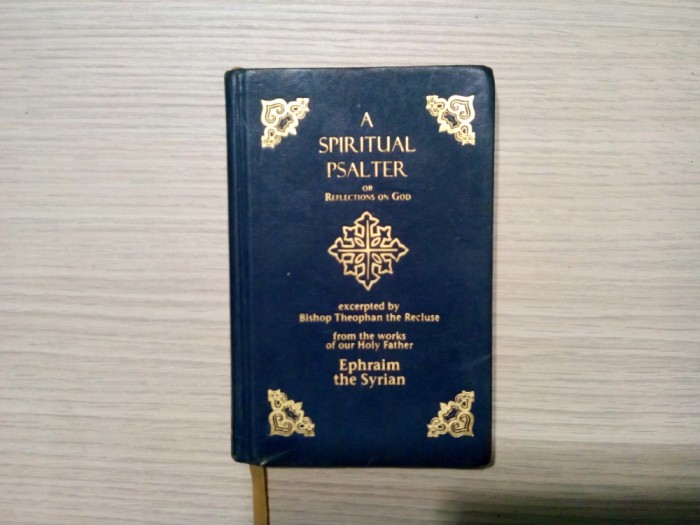 A
SPIRITUAL
PSALTER
OR
REFLECTIONS ON GOD
excerpted by
Bishop Theophan the Recluse
from the works
of our Holy Father
Ephraim
the Syrian